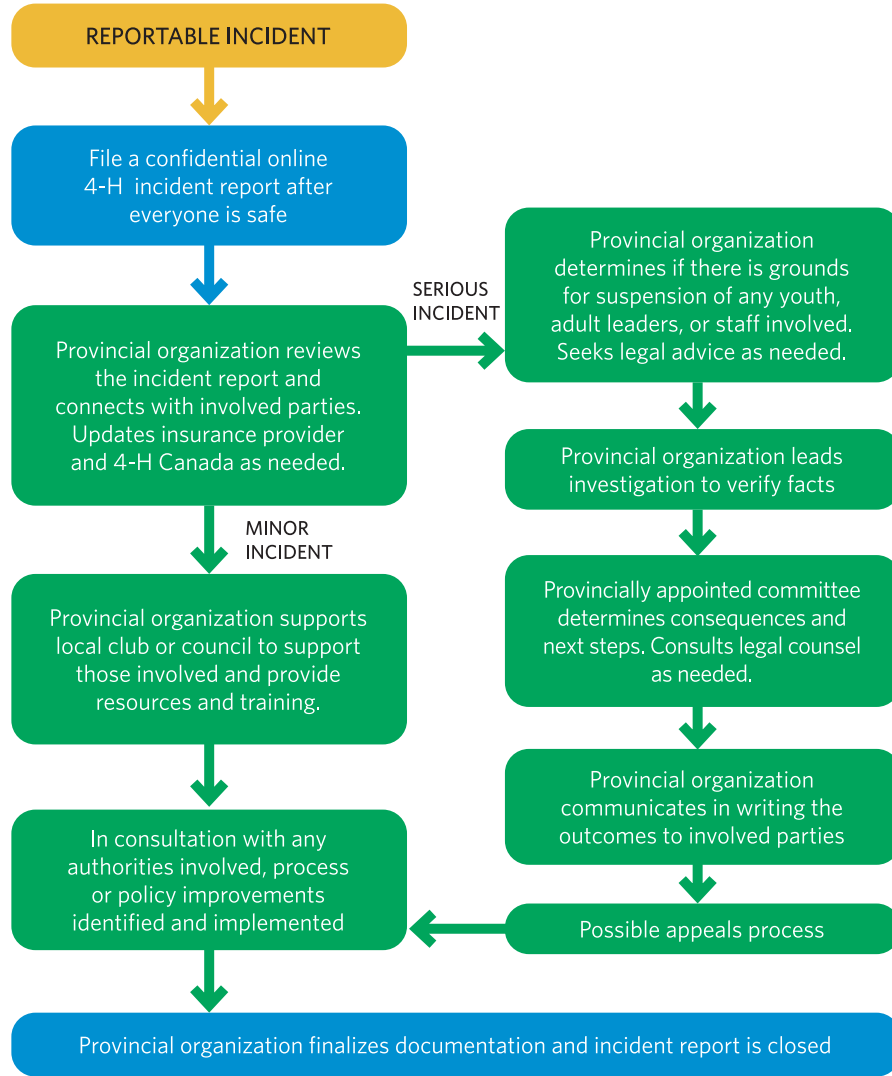 REPORTABLE INCIDENT
File a confidential online
4-H incident report after
everyone is safe
Provincial organization reviews
the incident report and
connects with involved parties.
Updates insurance provider
and 4-H Canada as needed.
SERIOUS
INCIDENT
Provincial organization
determines if there is grounds
for suspension of any youth,
adult leaders, or staff involved.
Seeks legal advice as needed.
Provincial organization leads
investigation to verify facts
Provincially appointed committee
determines consequences and
next steps. Consults legal counsel
as needed.
Provincial organization
communicates in writing the
outcomes to involved parties
Possible appeals process
MINOR
INCIDENT
Provincial organization supports
local club or council to support
those involved and provide
resources and training.
In consultation with any
authorities involved, process
or policy improvements
identified and implemented
Provincial organization finalizes documentation and incident report is closed